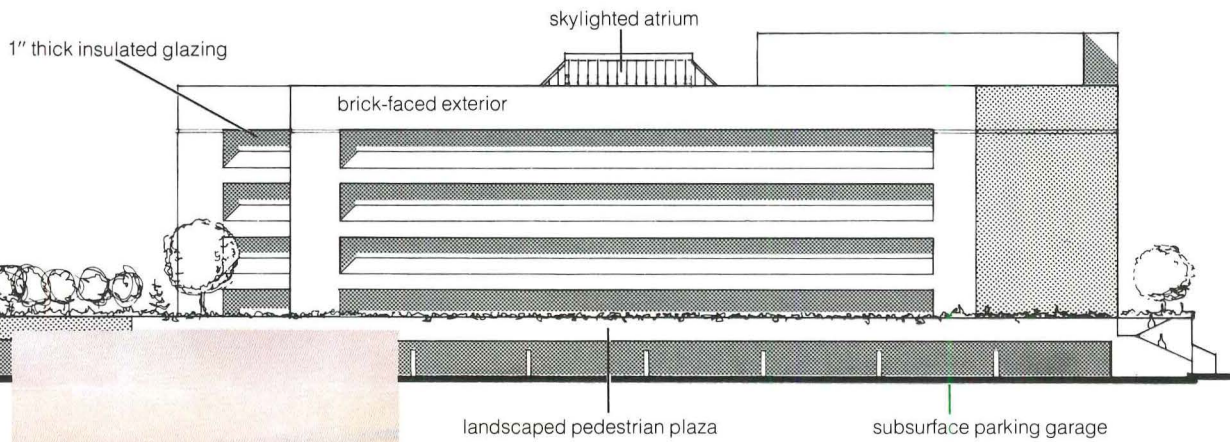 skylighted atrium
1" thick insulated glazing
brick-faced exterior
landscaped pedestrian plaza
subsurface parking garage